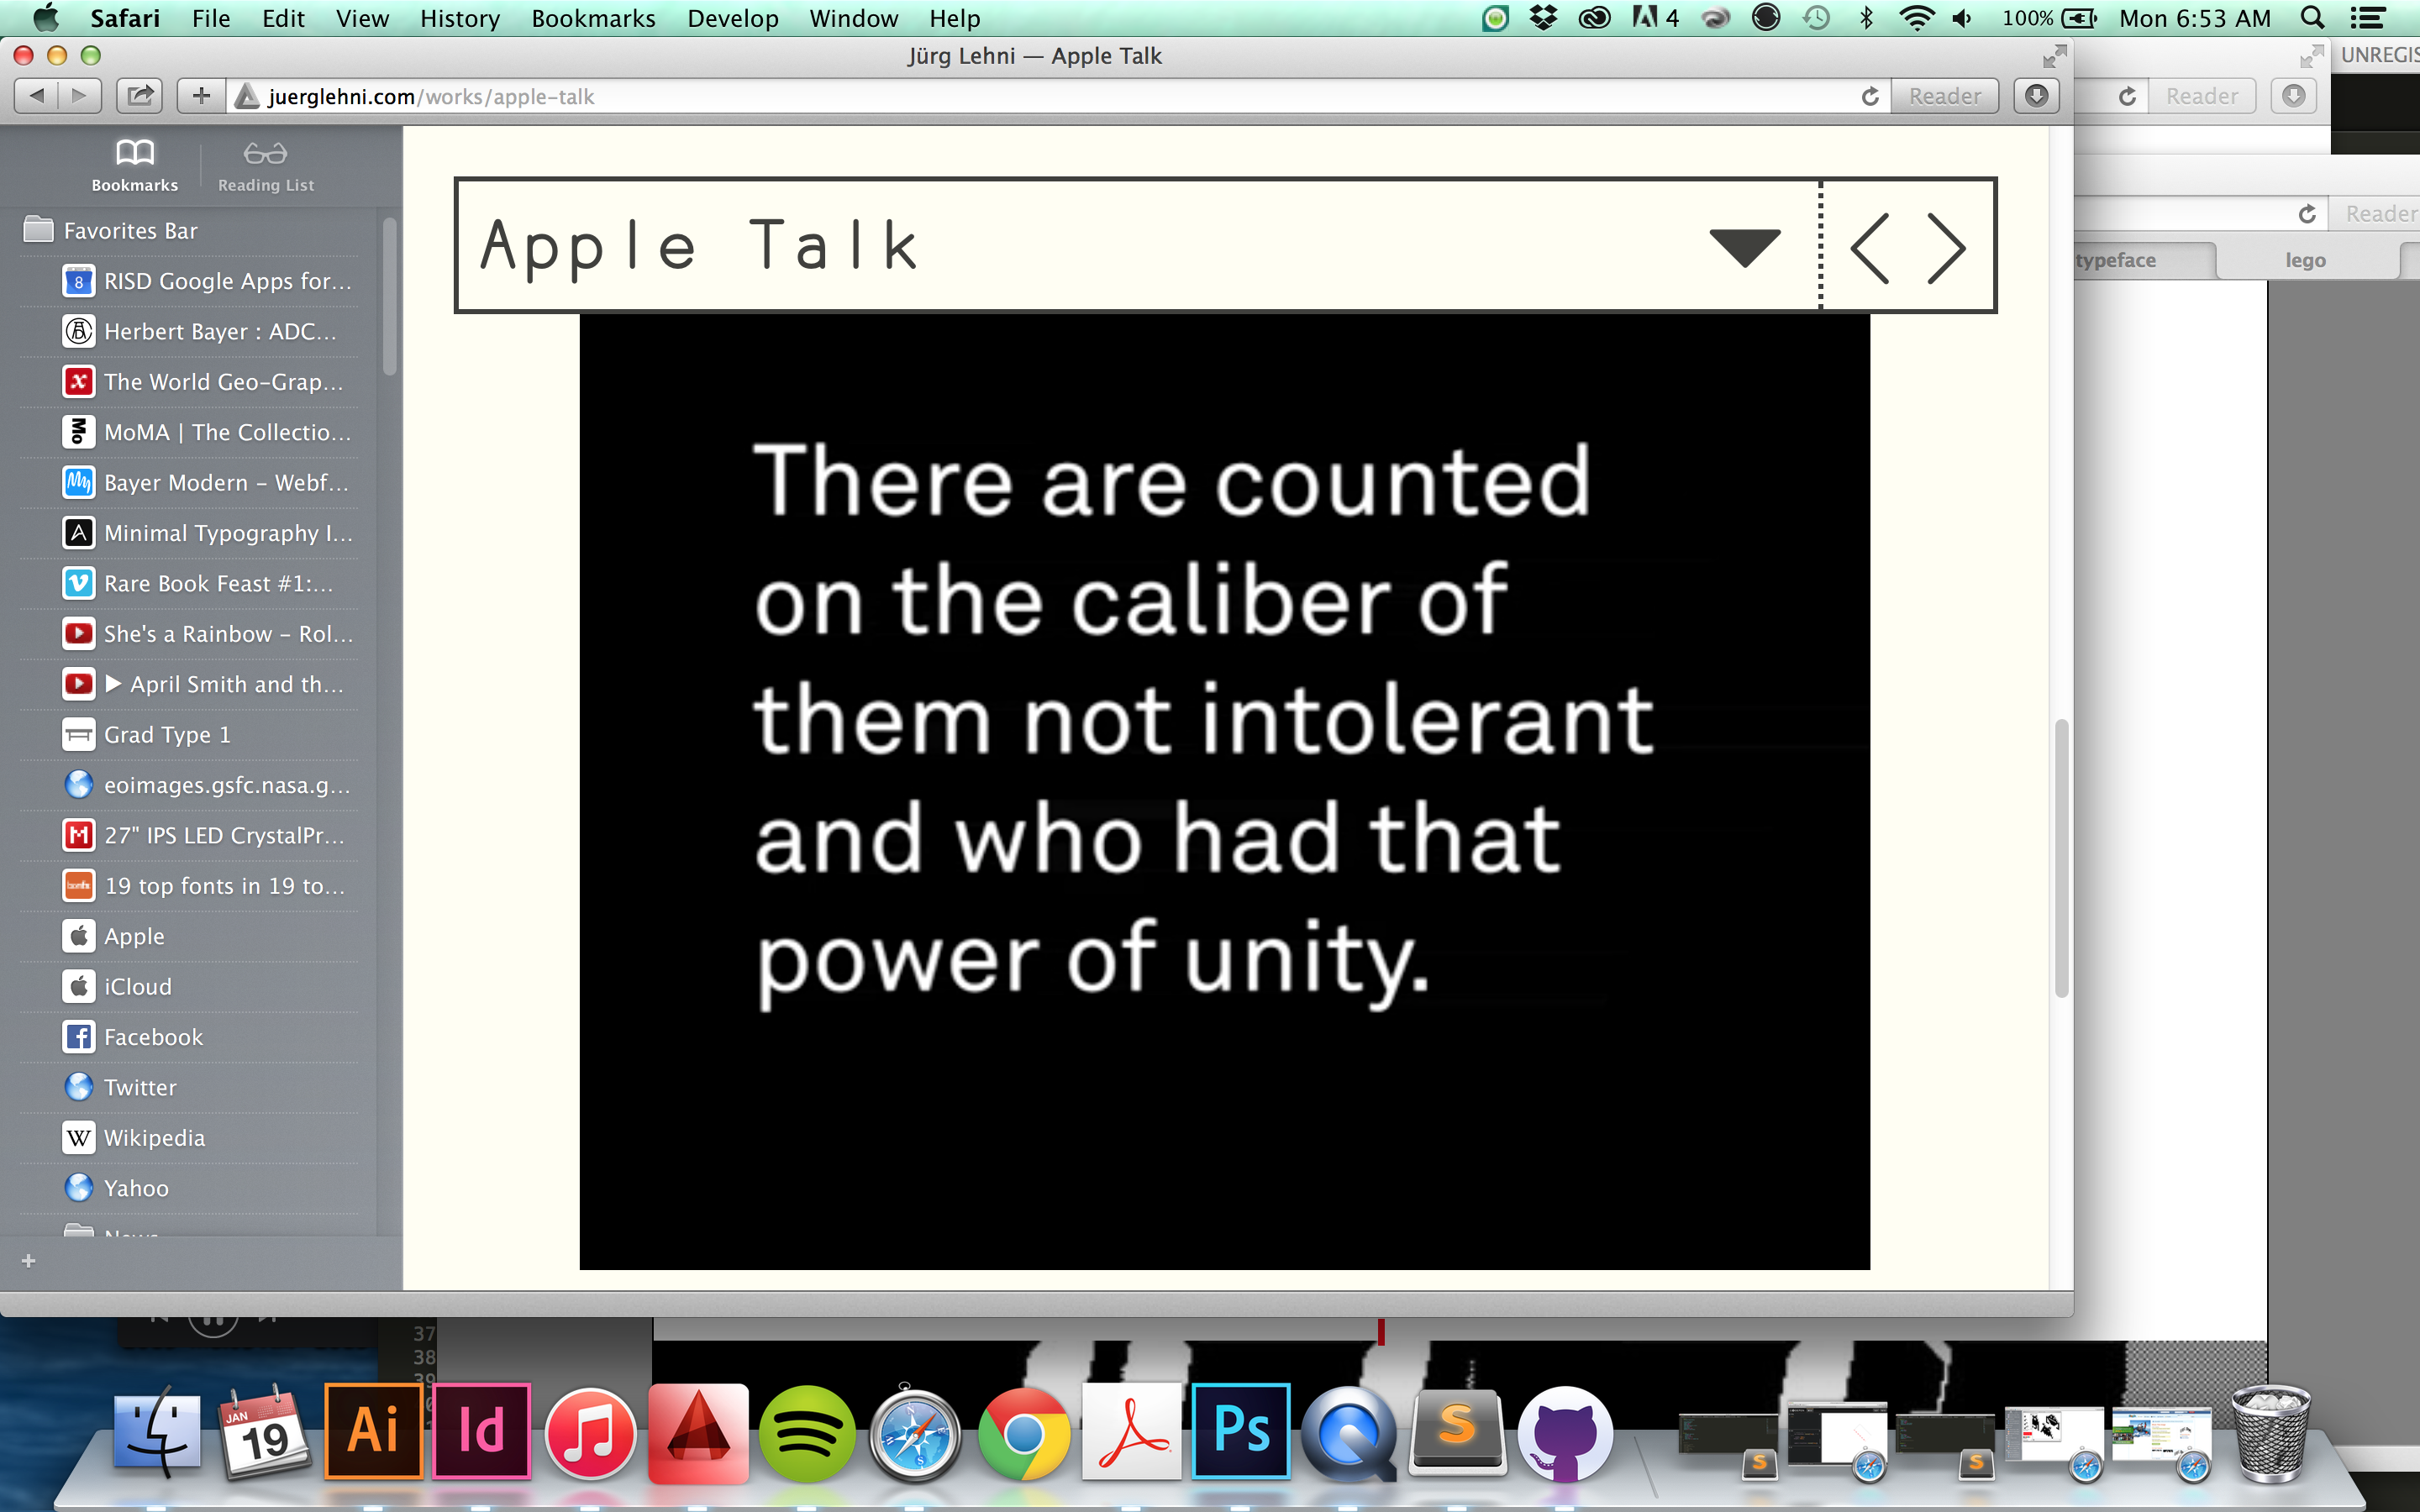 Safari File Edit View History Bookmarks Develop Window Help 4 100% Mon 6:53 AM
Jürg Lehni — Apple Talk
UNREGIS
juerglehni.com/works/apple-talk
Reader
Reader
Reader
Bookmarks
Reading List
typeface
lego
Favorites Bar
8 RISD Google Apps for...
Herbert Bayer : ADC...
The World Geo-Grap...
Mo MoMA | The Collectio...
My Bayer Modern – Webf...
A Minimal Typography I...
Rare Book Feast #1:...
She's a Rainbow – Rol...
▶ April Smith and th...
Grad Type 1
eoimages.gsfc.nasa.g...
M 27" IPS LED CrystalPr...
19 top fonts in 19 to...
Apple
iCloud
Facebook
Twitter
W Wikipedia
Yahoo
News
Apple Talk
There are counted
on the caliber of
them not intolerant
and who had that
power of unity.
37
38
39
JAN
19
Ai
Id
Ps
S
S
S